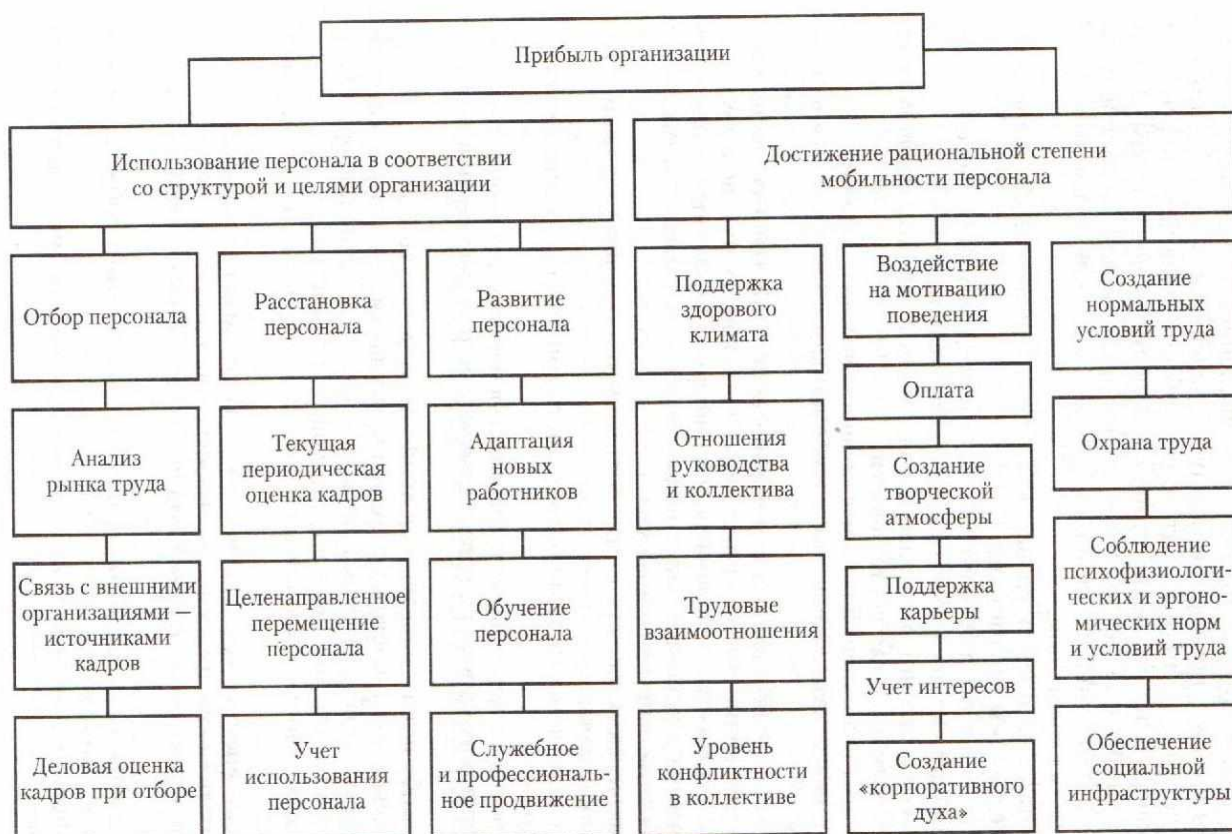 Прибыль организации
Использование персонала в соответствии
со структурой и целями организации
Достижение рациональной степени
мобильности персонала
Отбор персонала
Анализ
рынка труда
Связь с внешними
организациями —
источниками
кадров
Деловая оценка
кадров при отборе
Расстановка
персонала
Текущая
периодическая
оценка кадров
Целенаправленное
перемещение
персонала
Учет
использования
персонала
Развитие
персонала
Адаптация
новых
работников
Обучение
персонала
Служебное
и профессиональ-
ное продвижение
Поддержка
здорового
климата
Отношения
руководства
и коллектива
Трудовые
взаимоотношения
Уровень
конфликтности
в коллективе
Воздействие
на мотивацию
поведения
Оплата
Создание
творческой
атмосферы
Поддержка
карьеры
Учет интересов
Создание
«корпоративного
духа»
Создание
нормальных
условий труда
Охрана труда
Соблюдение
психофизиологи-
ческих и эргоно-
мических норм
и условий труда
Обеспечение
социальной
инфраструктуры